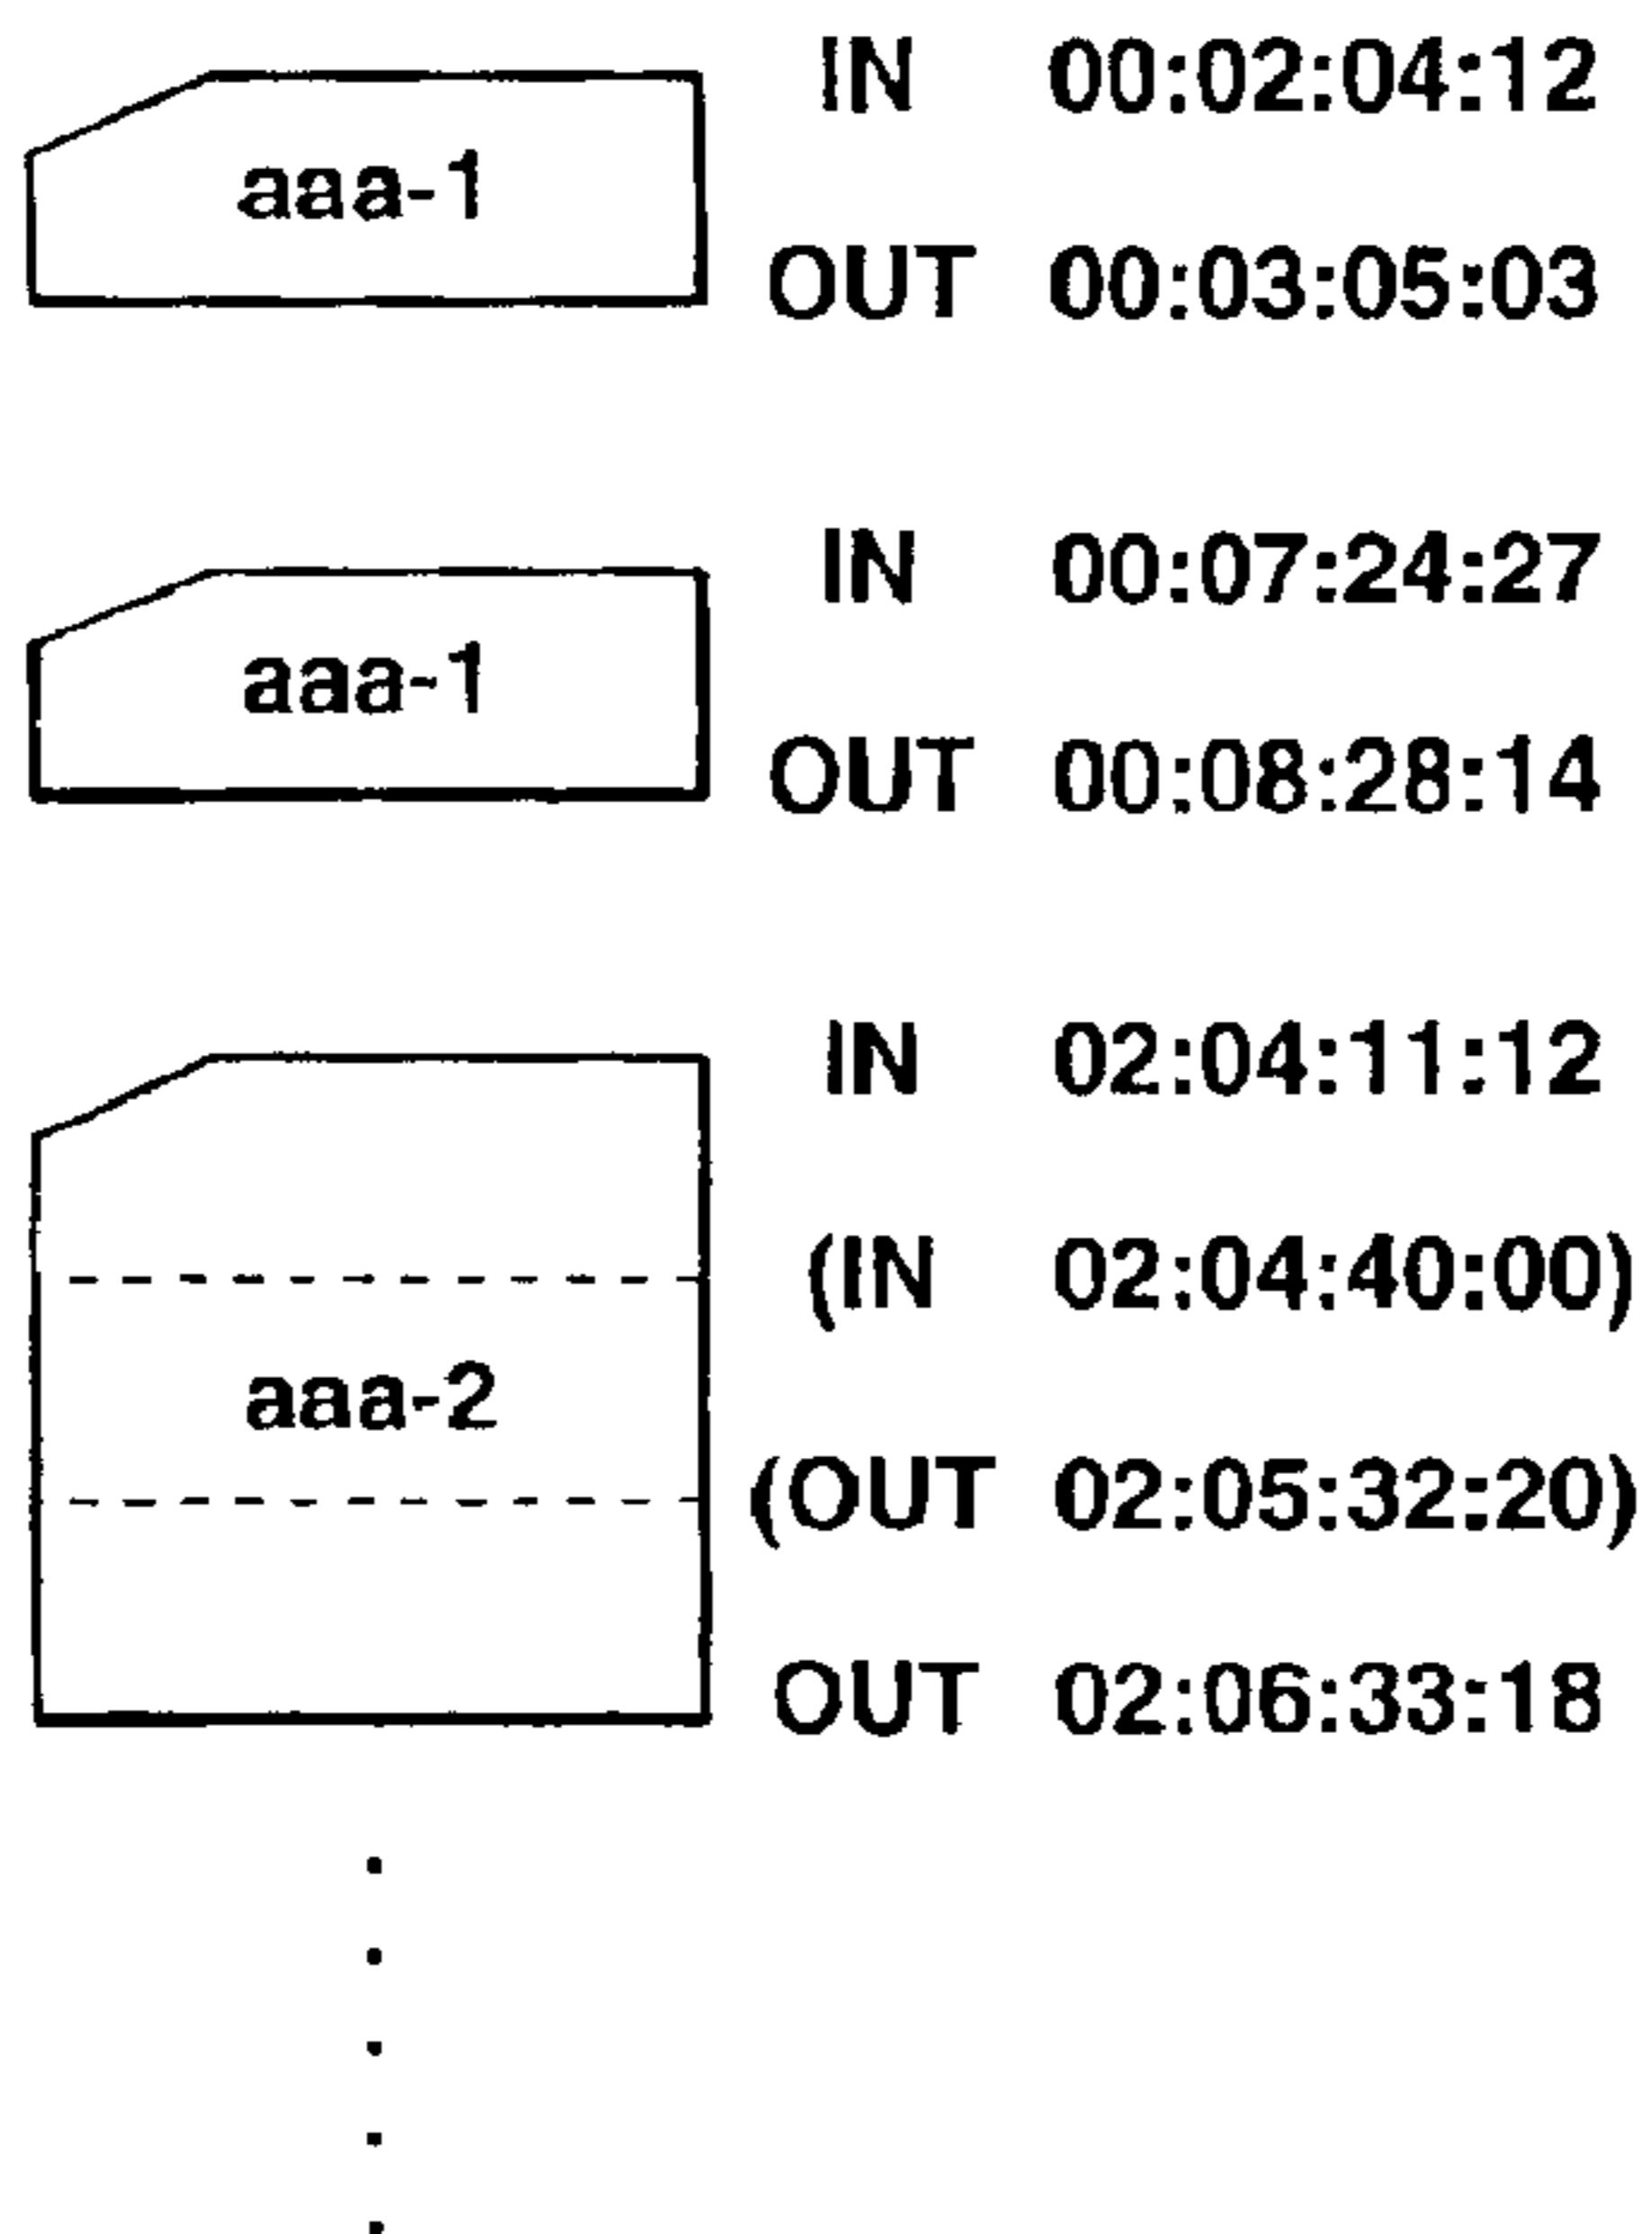 IN 00:02:04:12
aaa-1
OUT 00:03:05:03
IN 00:07:24:27
aaa-1
OUT 00:08:28:14
IN 02:04:11:12
(IN 02:04:40:00)
aaa-2
(OUT 02:05:32:20)
OUT 02:06:33:18